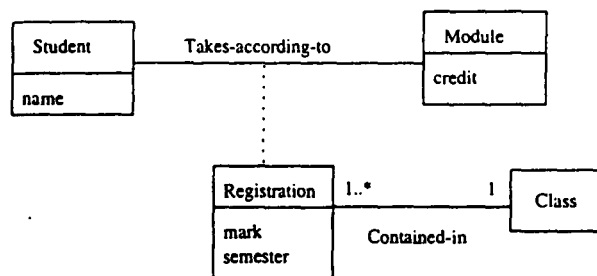 Student
Takes-according-to
Module
name
credit
Registration
1..*
1
Class
mark
semester
Contained-in